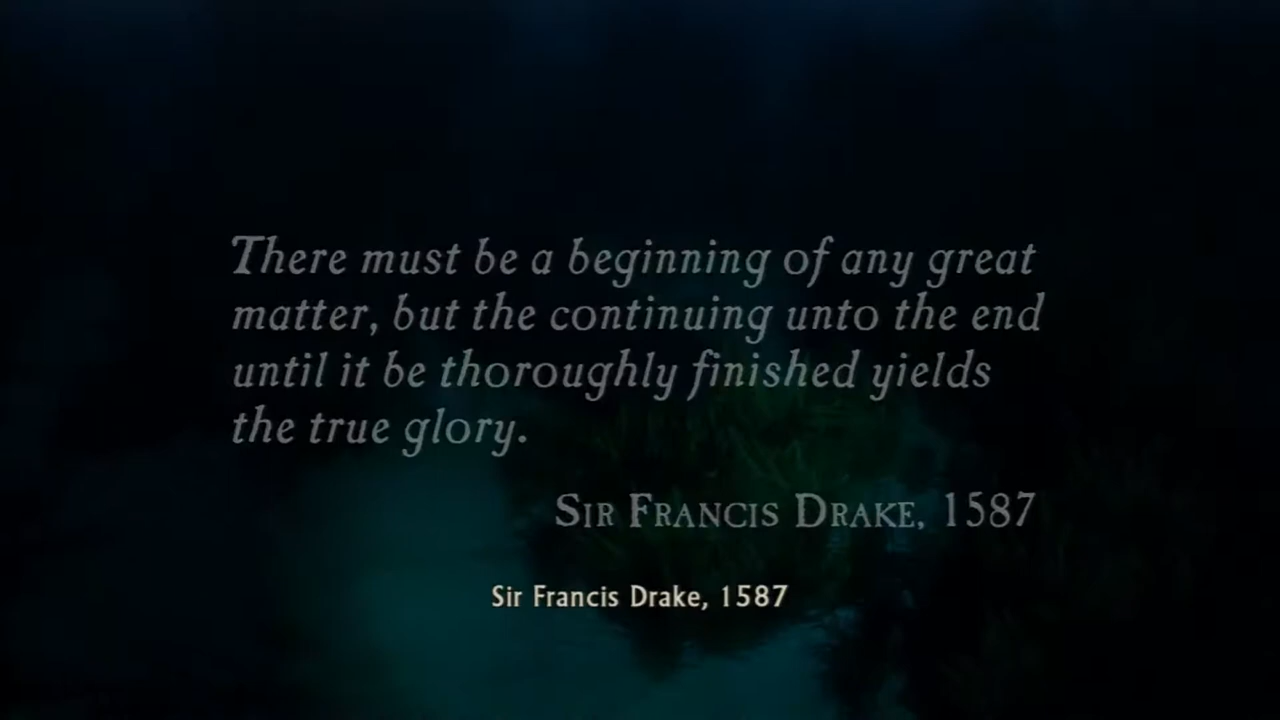 There must be a beginning of any great
matter, but the continuing unto the end
until it be thoroughly finished yields
the true glory.
Sir Francis Drake, 1587
Sir Francis Drake, 1587